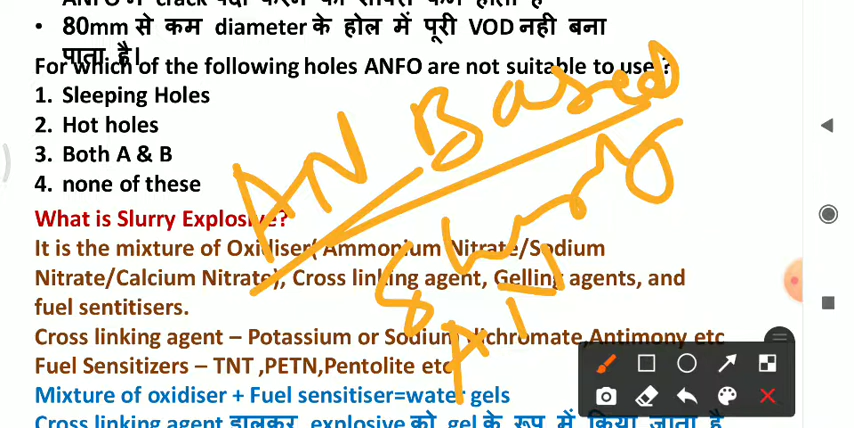 • 80mm से कम diameter के होल में पूरी VOD नही बना
पाता है।
For which of the following holes ANFO are not suitable to use ?
1. Sleeping Holes
2. Hot holes
3. Both A & B
4. none of these
AN Based
What is Slurry Explosive?
It is the mixture of Oxidiser( Ammonium Nitrate/Sodium
Nitrate/Calcium Nitrate), Cross linking agent, Gelling agents, and
fuel sentitisers.
Slurry
AN
Cross linking agent – Potassium or Sodium dichromate,Antimony etc
Fuel Sensitizers – TNT ,PETN,Pentolite etc
Mixture of oxidiser + Fuel sensitiser=water gels
Cross linking agent डालकर explosive को gel के रूप में किया जाता है